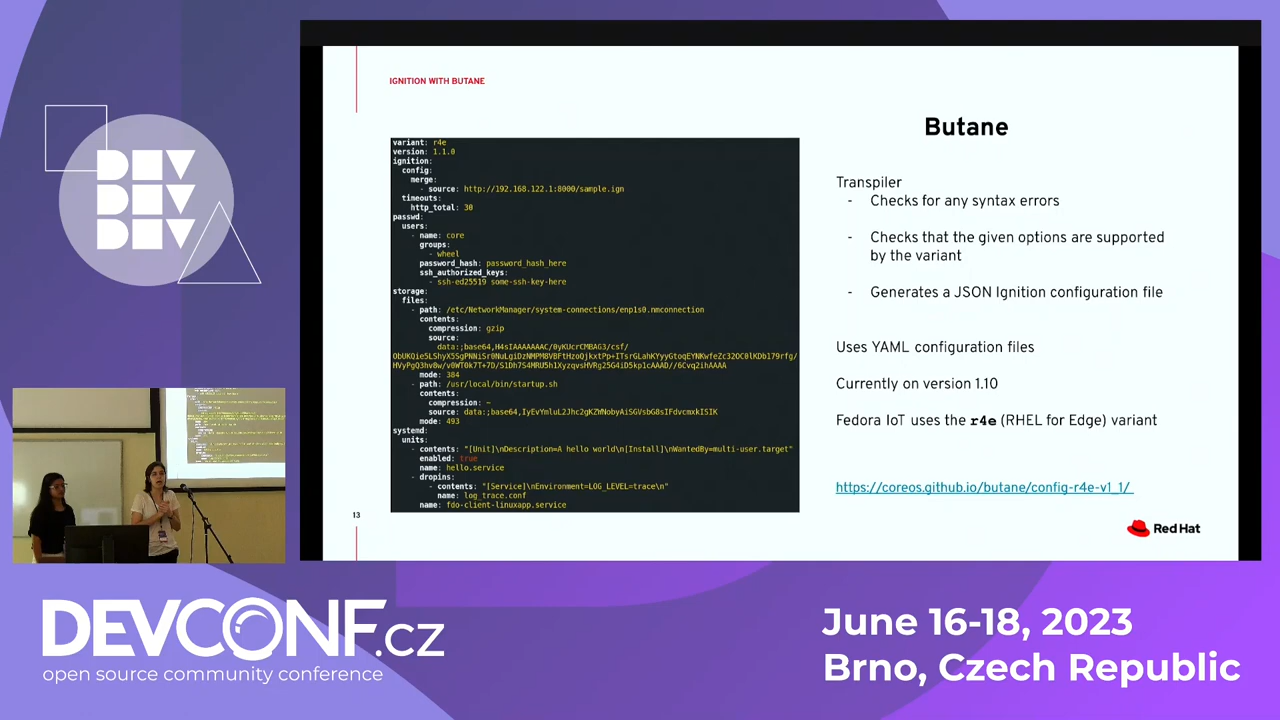 DEV
DEV
DEV
IGNITION WITH BUTANE
variant: r4e
version: 1.1.0
ignition:
config:
merge:
- source: http://192.168.122.1:8000/sample.ign
timeouts:
http_total: 30
passwd:
users:
- name: core
groups:
- wheel
password_hash: password_hash_here
ssh_authorized_keys:
- ssh-ed25519 some-ssh-key-here
storage:
files:
- path: /etc/NetworkManager/system-connections/enp1s0.nmconnection
contents:
compression: gzip
source:
mode: 384
- path: /usr/local/bin/startup.sh
contents:
compression: ~
source:
mode: 493
systemd:
units:
- contents: "[Unit]\nDescription=A hello world\n[Install]\nWantedBy=multi-user.target"
enabled: true
name: hello.service
- dropins:
- contents: "[Service]\nEnvironment=LOG_LEVEL=trace\n"
name: log_trace.conf
name: fdo-client-linuxapp.service
13
Butane
Transpiler
- Checks for any syntax errors
- Checks that the given options are supported
by the variant
- Generates a JSON Ignition configuration file
Uses YAML configuration files
Currently on version 1.10
Fedora IoT uses the r4e (RHEL for Edge) variant
https://coreos.github.io/butane/config-r4e-v1_1/
Red Hat
DEVCONF.cz
open source community conference
June 16-18, 2023
Brno, Czech Republic